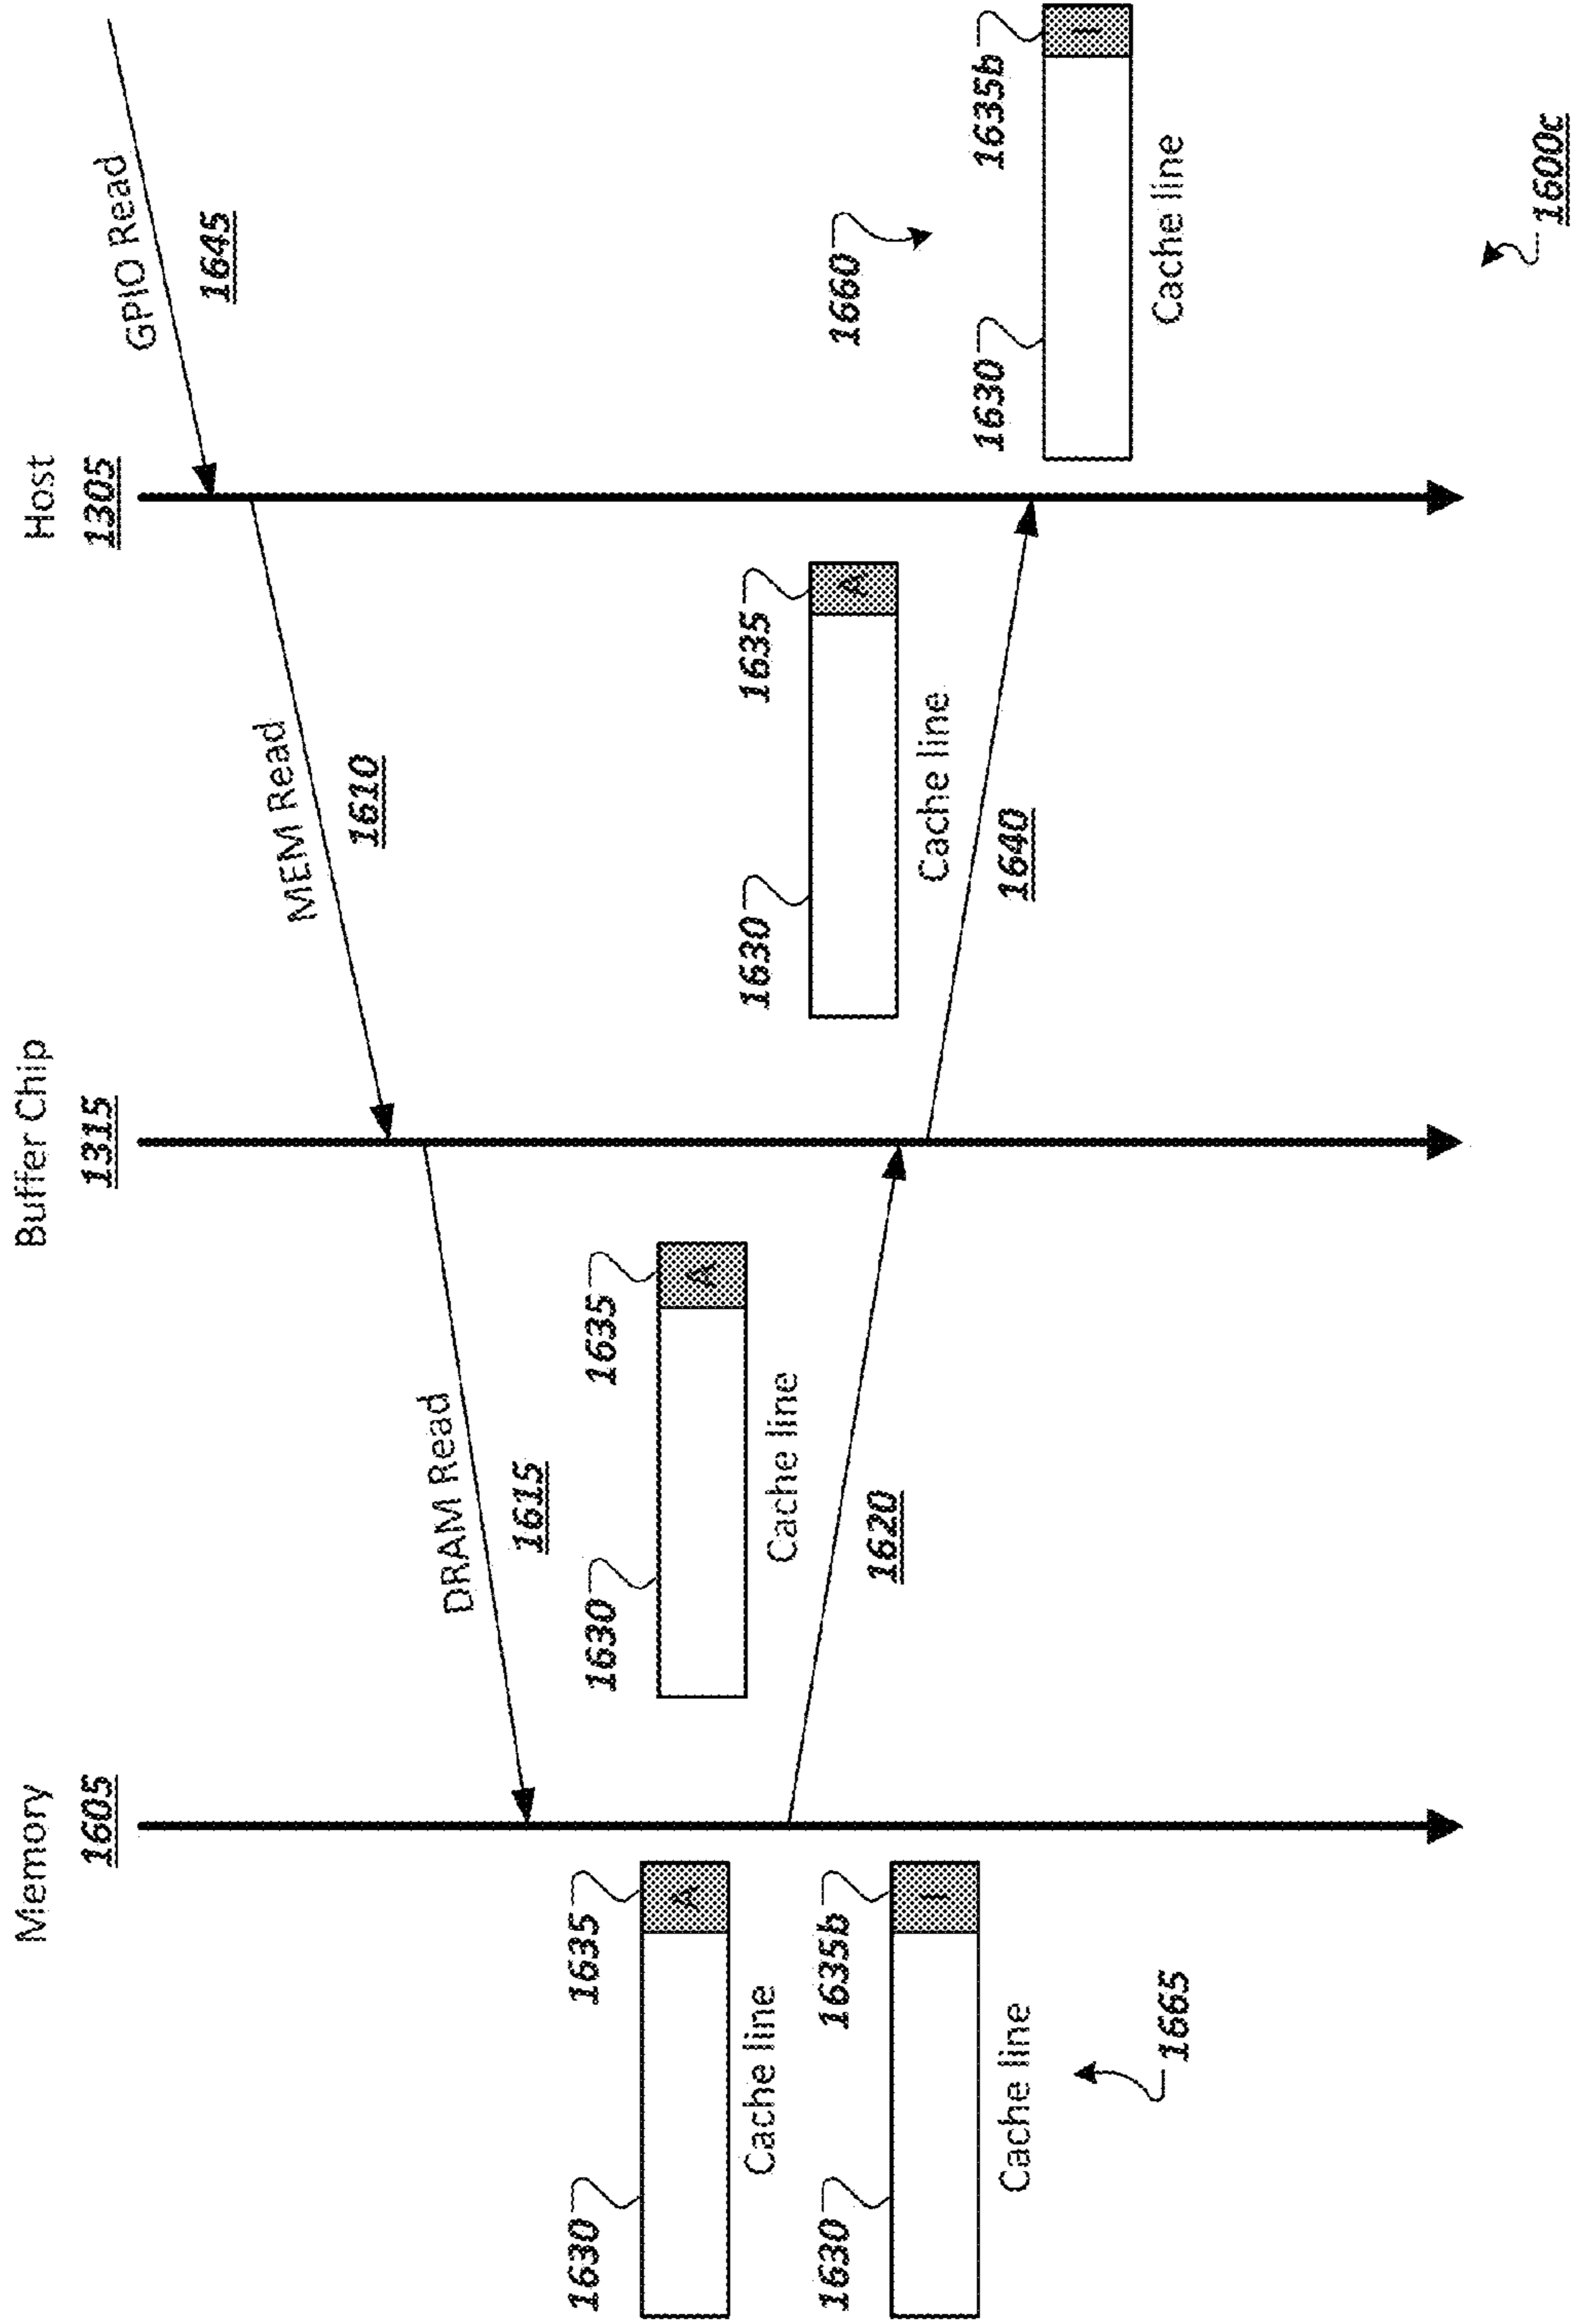 Memory
Buffer Chip
Host
1605
1315
1305
GPIO Read
1645
MEM Read
1610
DRAM Read
1615
1630
1635
1630
1635
A
A
1630
1635
Cache line
Cache line
1630
1635b
1660
A
1620
I
Cache line
1630
1635b
Cache line
1640
I
Cache line
1665
1600c